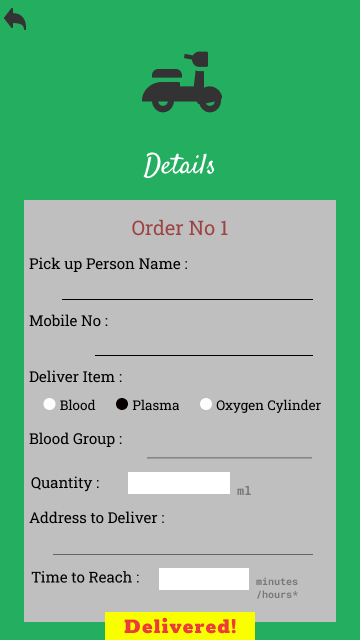 Details
Order No 1
Pick up Person Name :
Mobile No :
Deliver Item :
Blood Plasma Oxygen Cylinder
Blood Group :
Quantity : ml
Address to Deliver :
Time to Reach : minutes
/hours*
Delivered!